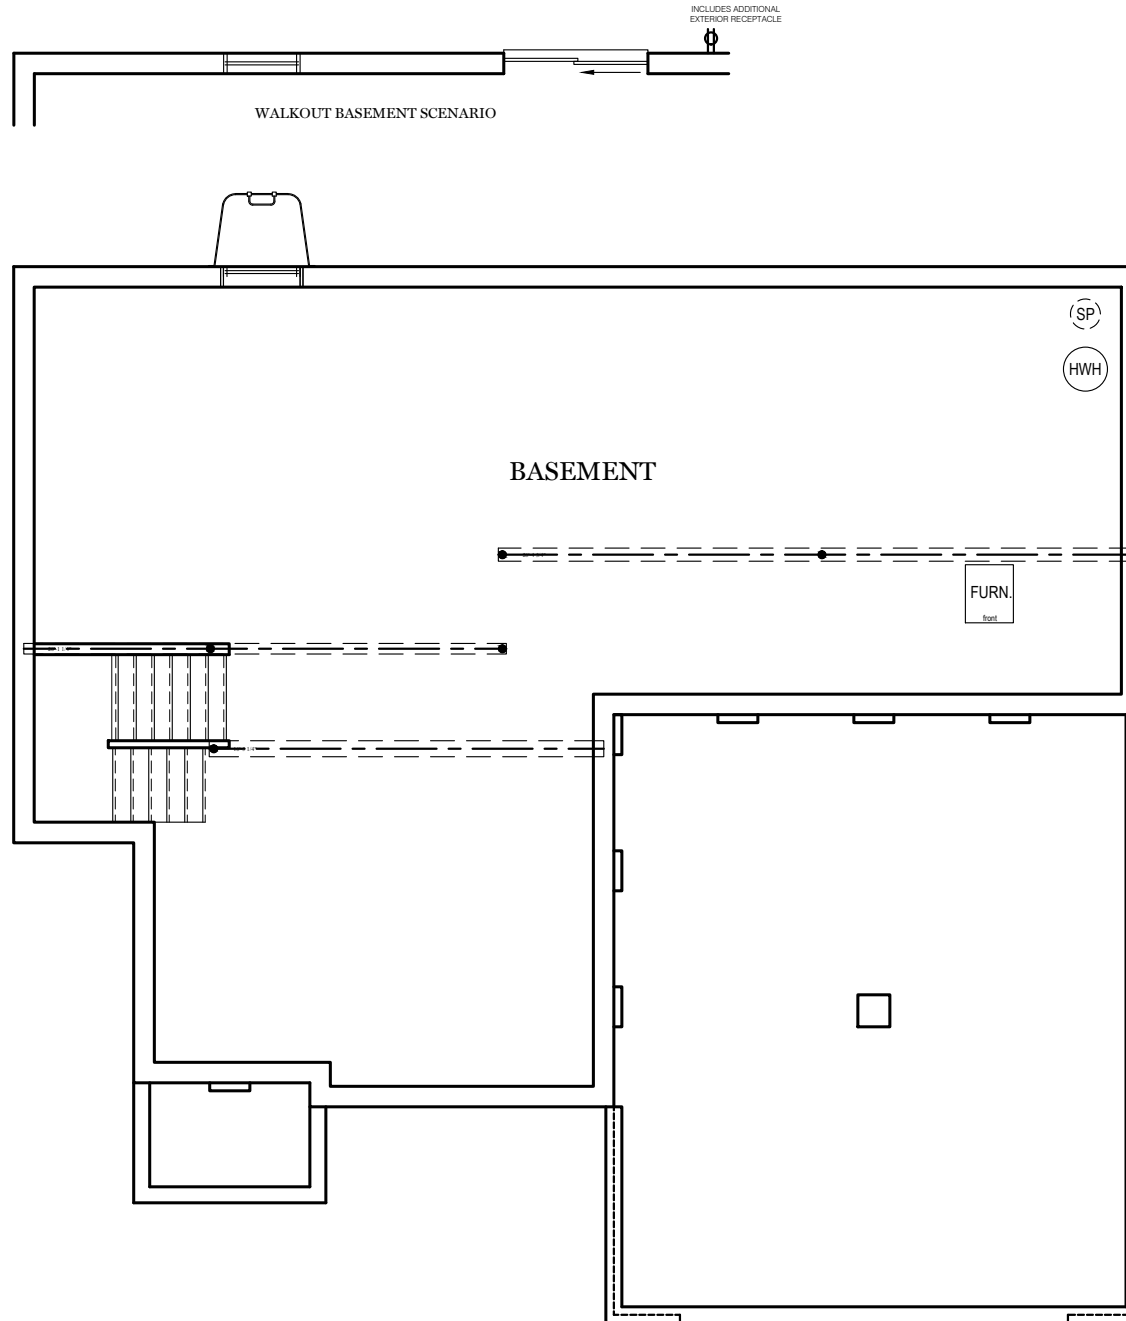 INCLUDES ADDITIONAL
EXTERIOR RECEPTACLE
WALKOUT BASEMENT SCENARIO
SP
HWH
BASEMENT
FURN.
front